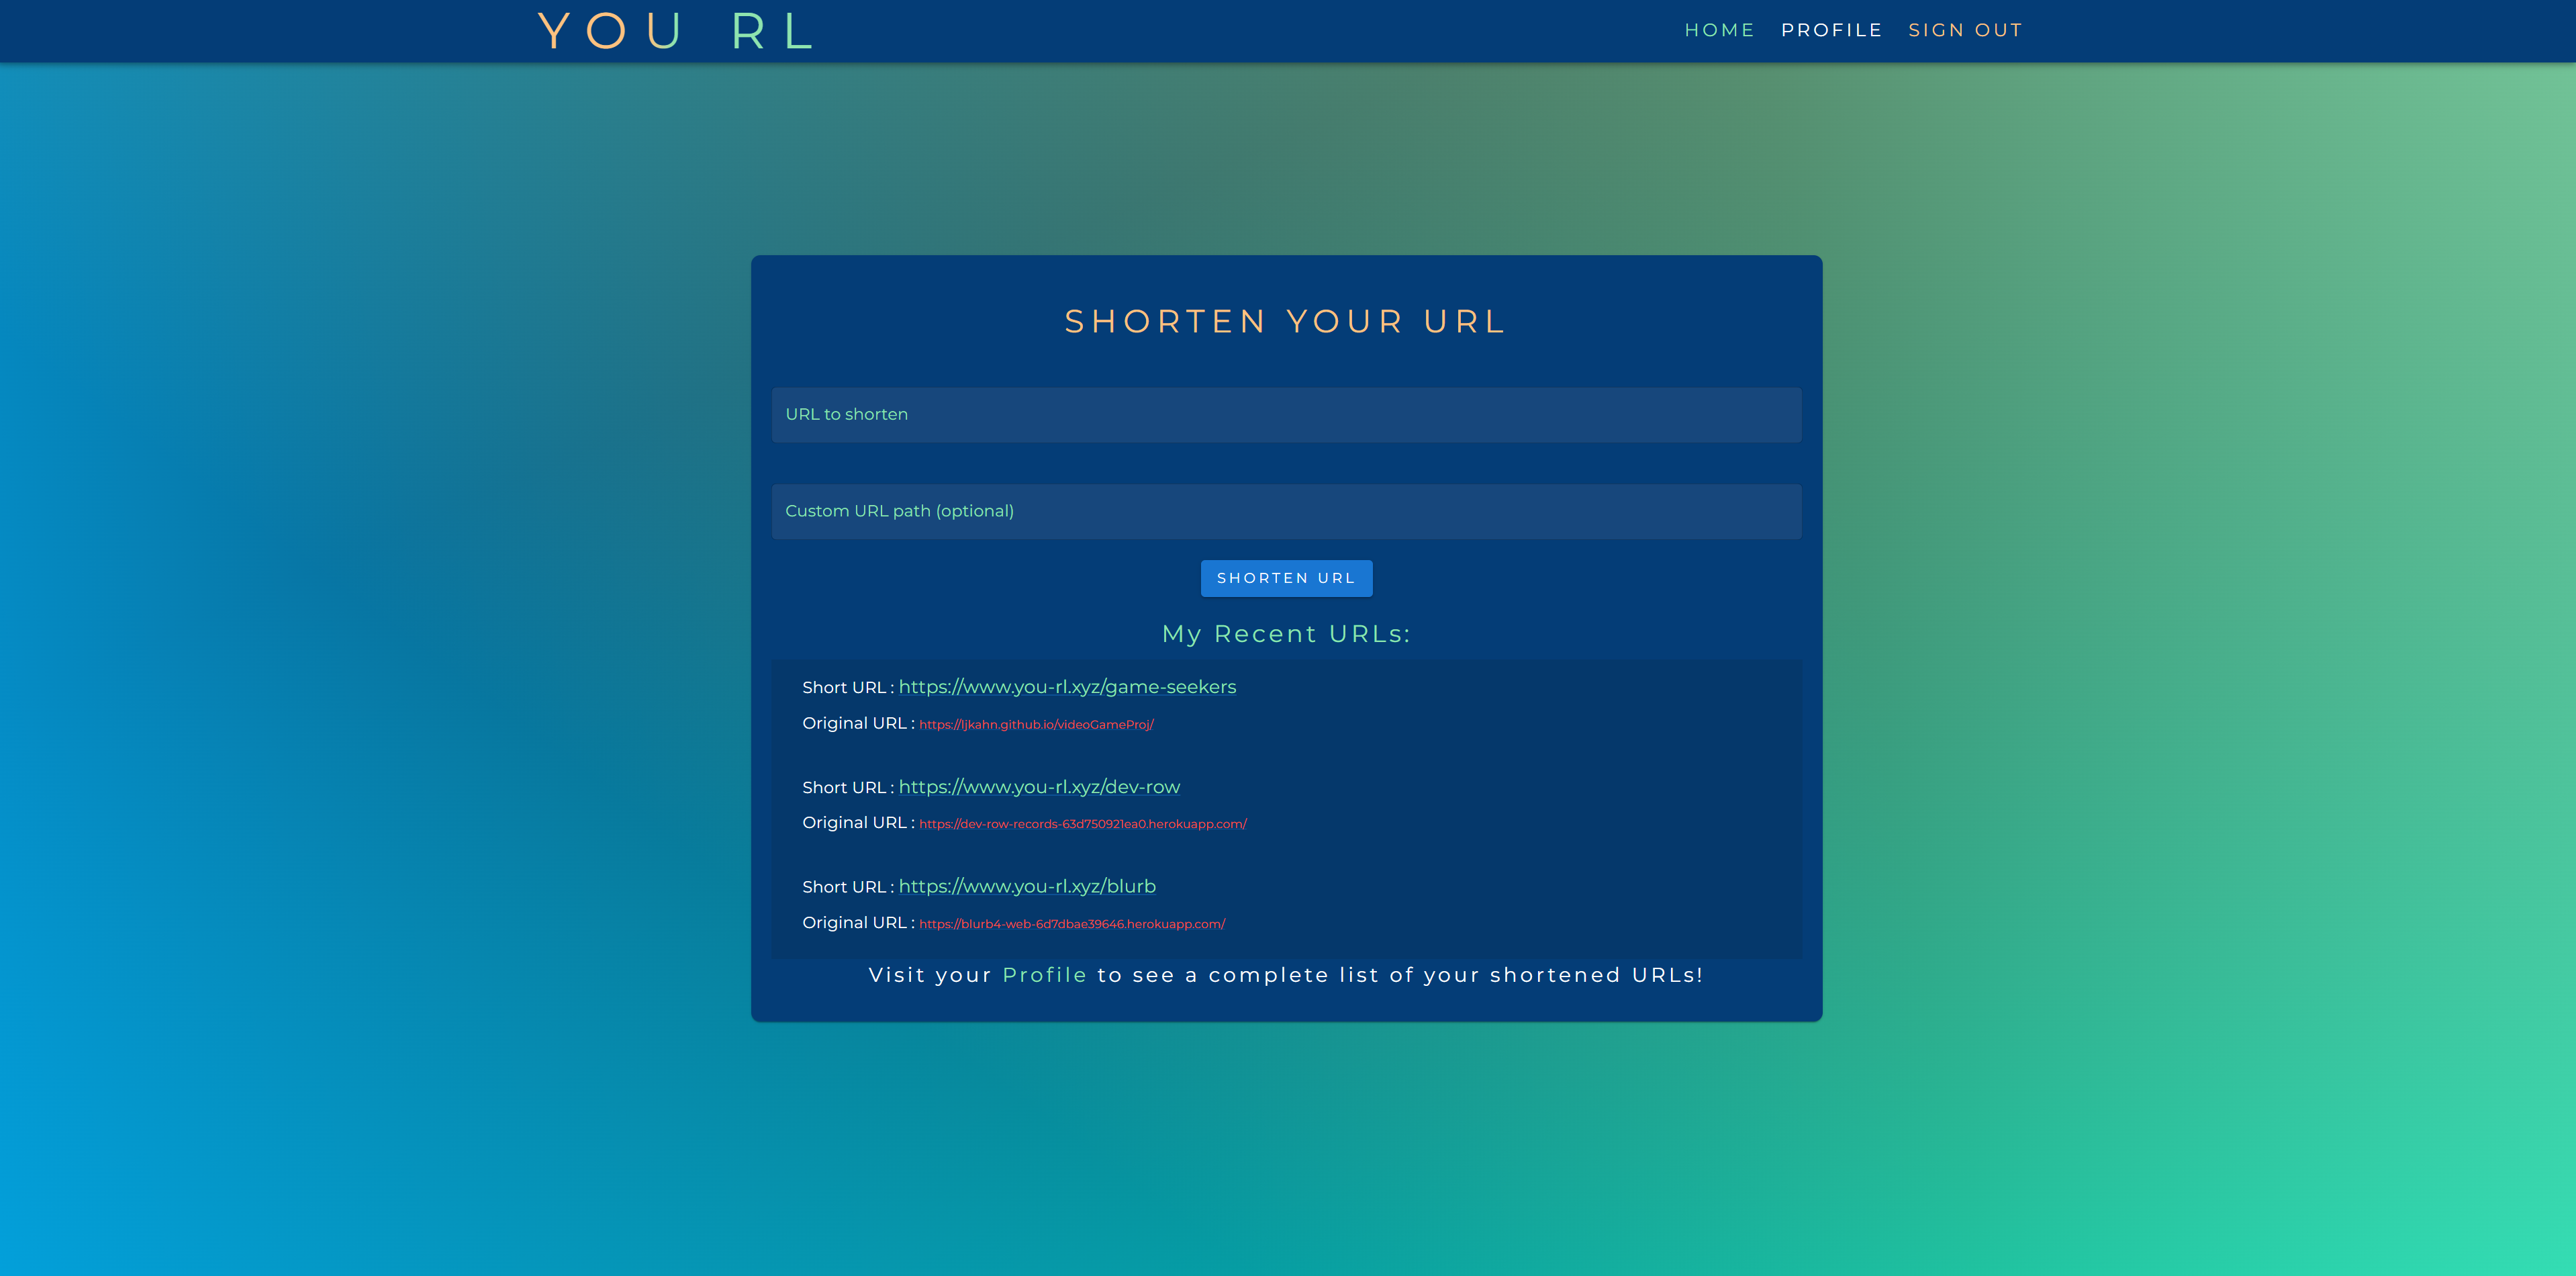 YOU RL
HOME PROFILE SIGN OUT
SHORTEN YOUR URL
URL to shorten
Custom URL path (optional)
SHORTEN URL
My Recent URLs:
Short URL : https://www.you-rl.xyz/game-seekers
Original URL : https://ljkahn.github.io/videoGameProj/
Short URL : https://www.you-rl.xyz/dev-row
Original URL : https://dev-row-records-63d750921ea0.herokuapp.com/
Short URL : https://www.you-rl.xyz/blurb
Original URL : https://blurb4-web-6d7dbae39646.herokuapp.com/
Visit your Profile to see a complete list of your shortened URLs!